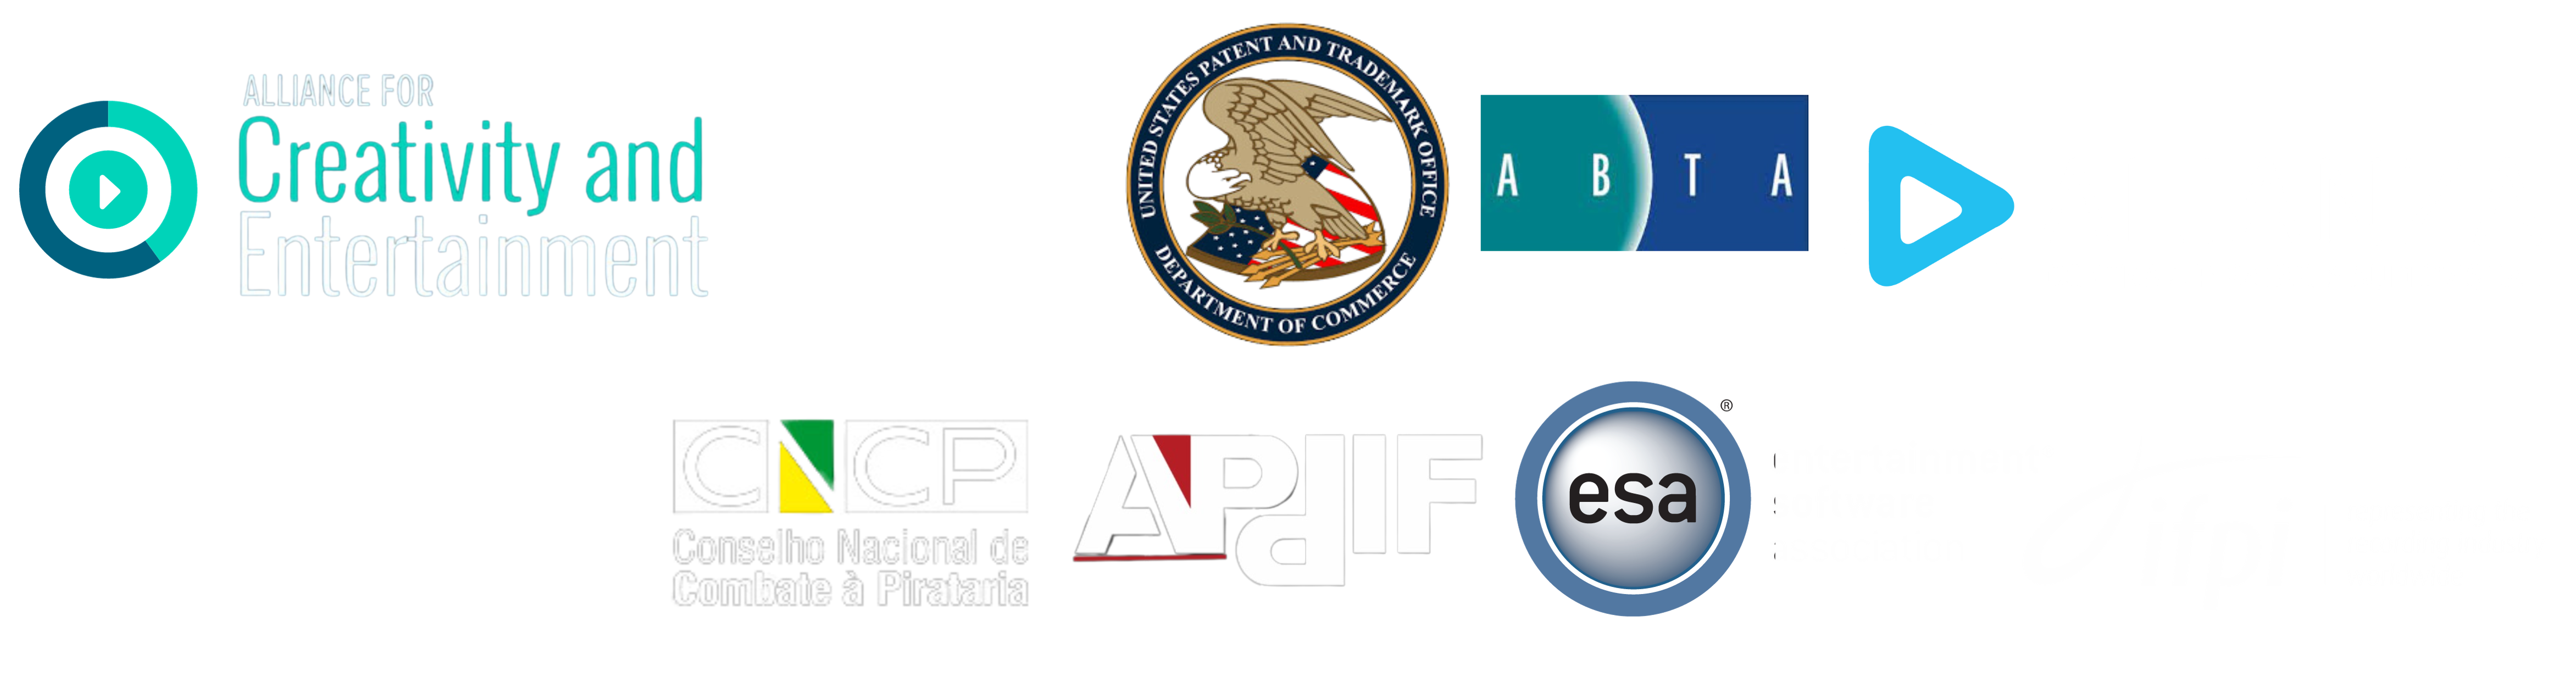 ALLIANCE FOR
Creativity and
Entertainment
UNITED STATES PATENT AND TRADEMARK OFFICE
DEPARTMENT OF COMMERCE
A B T A
CNCP
Conselho Nacional de
Combate à Pirataria
APdIF
esa
®